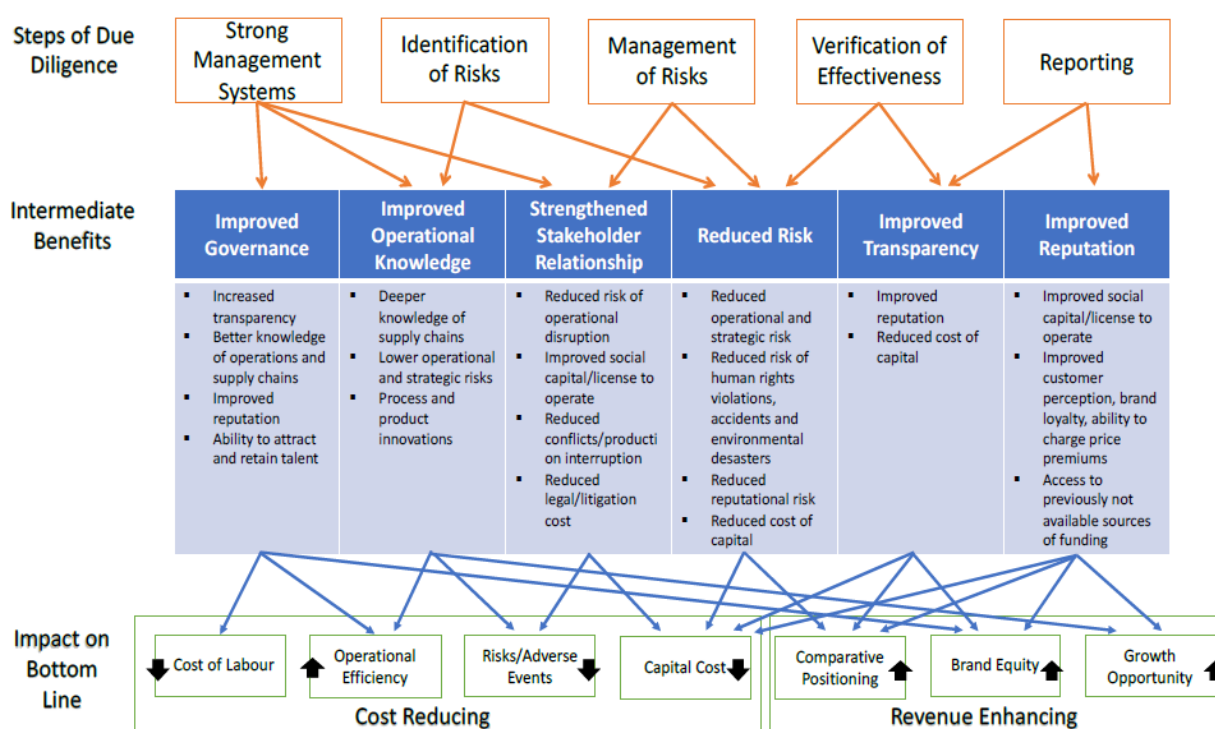 Steps of Due
Diligence
Strong
Management
Systems
Identification
of Risks
Management
of Risks
Verification of
Effectiveness
Reporting
Intermediate
Benefits
Improved
Governance
Improved
Operational
Knowledge
Strengthened
Stakeholder
Relationship
Reduced Risk
Improved
Transparency
Improved
Reputation
▪ Increased
transparency
▪ Better knowledge
of operations and
supply chains
▪ Improved
reputation
▪ Ability to attract
and retain talent
▪ Deeper
knowledge of
supply chains
▪ Lower operational
and strategic risks
▪ Process and
product
innovations
▪ Reduced risk of
operational
disruption
▪ Improved social
capital/license to
operate
▪ Reduced
conflicts/producti
on interruption
▪ Reduced
legal/litigation
cost
▪ Reduced
operational and
strategic risk
▪ Reduced risk of
human rights
violations,
accidents and
environmental
desasters
▪ Reduced
reputational risk
▪ Reduced cost of
capital
▪ Improved
reputation
▪ Reduced cost of
capital
▪ Improved social
capital/license to
operate
▪ Improved
customer
perception, brand
loyalty, ability to
charge price
premiums
▪ Access to
previously not
available sources
of funding
Impact on
Bottom
Line
Cost of Labour
Operational
Efficiency
Risks/Adverse
Events
Capital Cost
Comparative
Positioning
Brand Equity
Growth
Opportunity
Cost Reducing
Revenue Enhancing